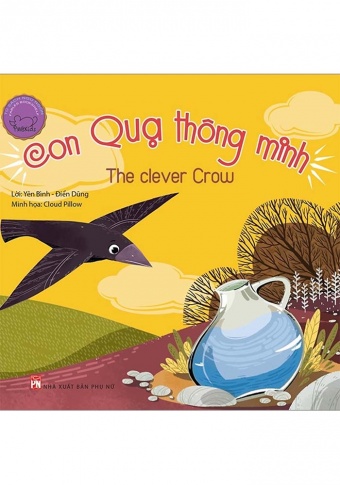 Con Quạ thông minh
The clever Crow
Lời: Yên Bình - Điền Dũng
Minh họa: Cloud Pillow
PN NHÀ XUẤT BẢN PHỤ NỮ